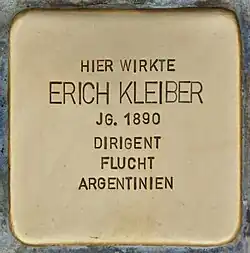 HIER WIRKTE
ERICH KLEIBER
JG. 1890
DIRIGENT
FLUCHT
ARGENTINIEN